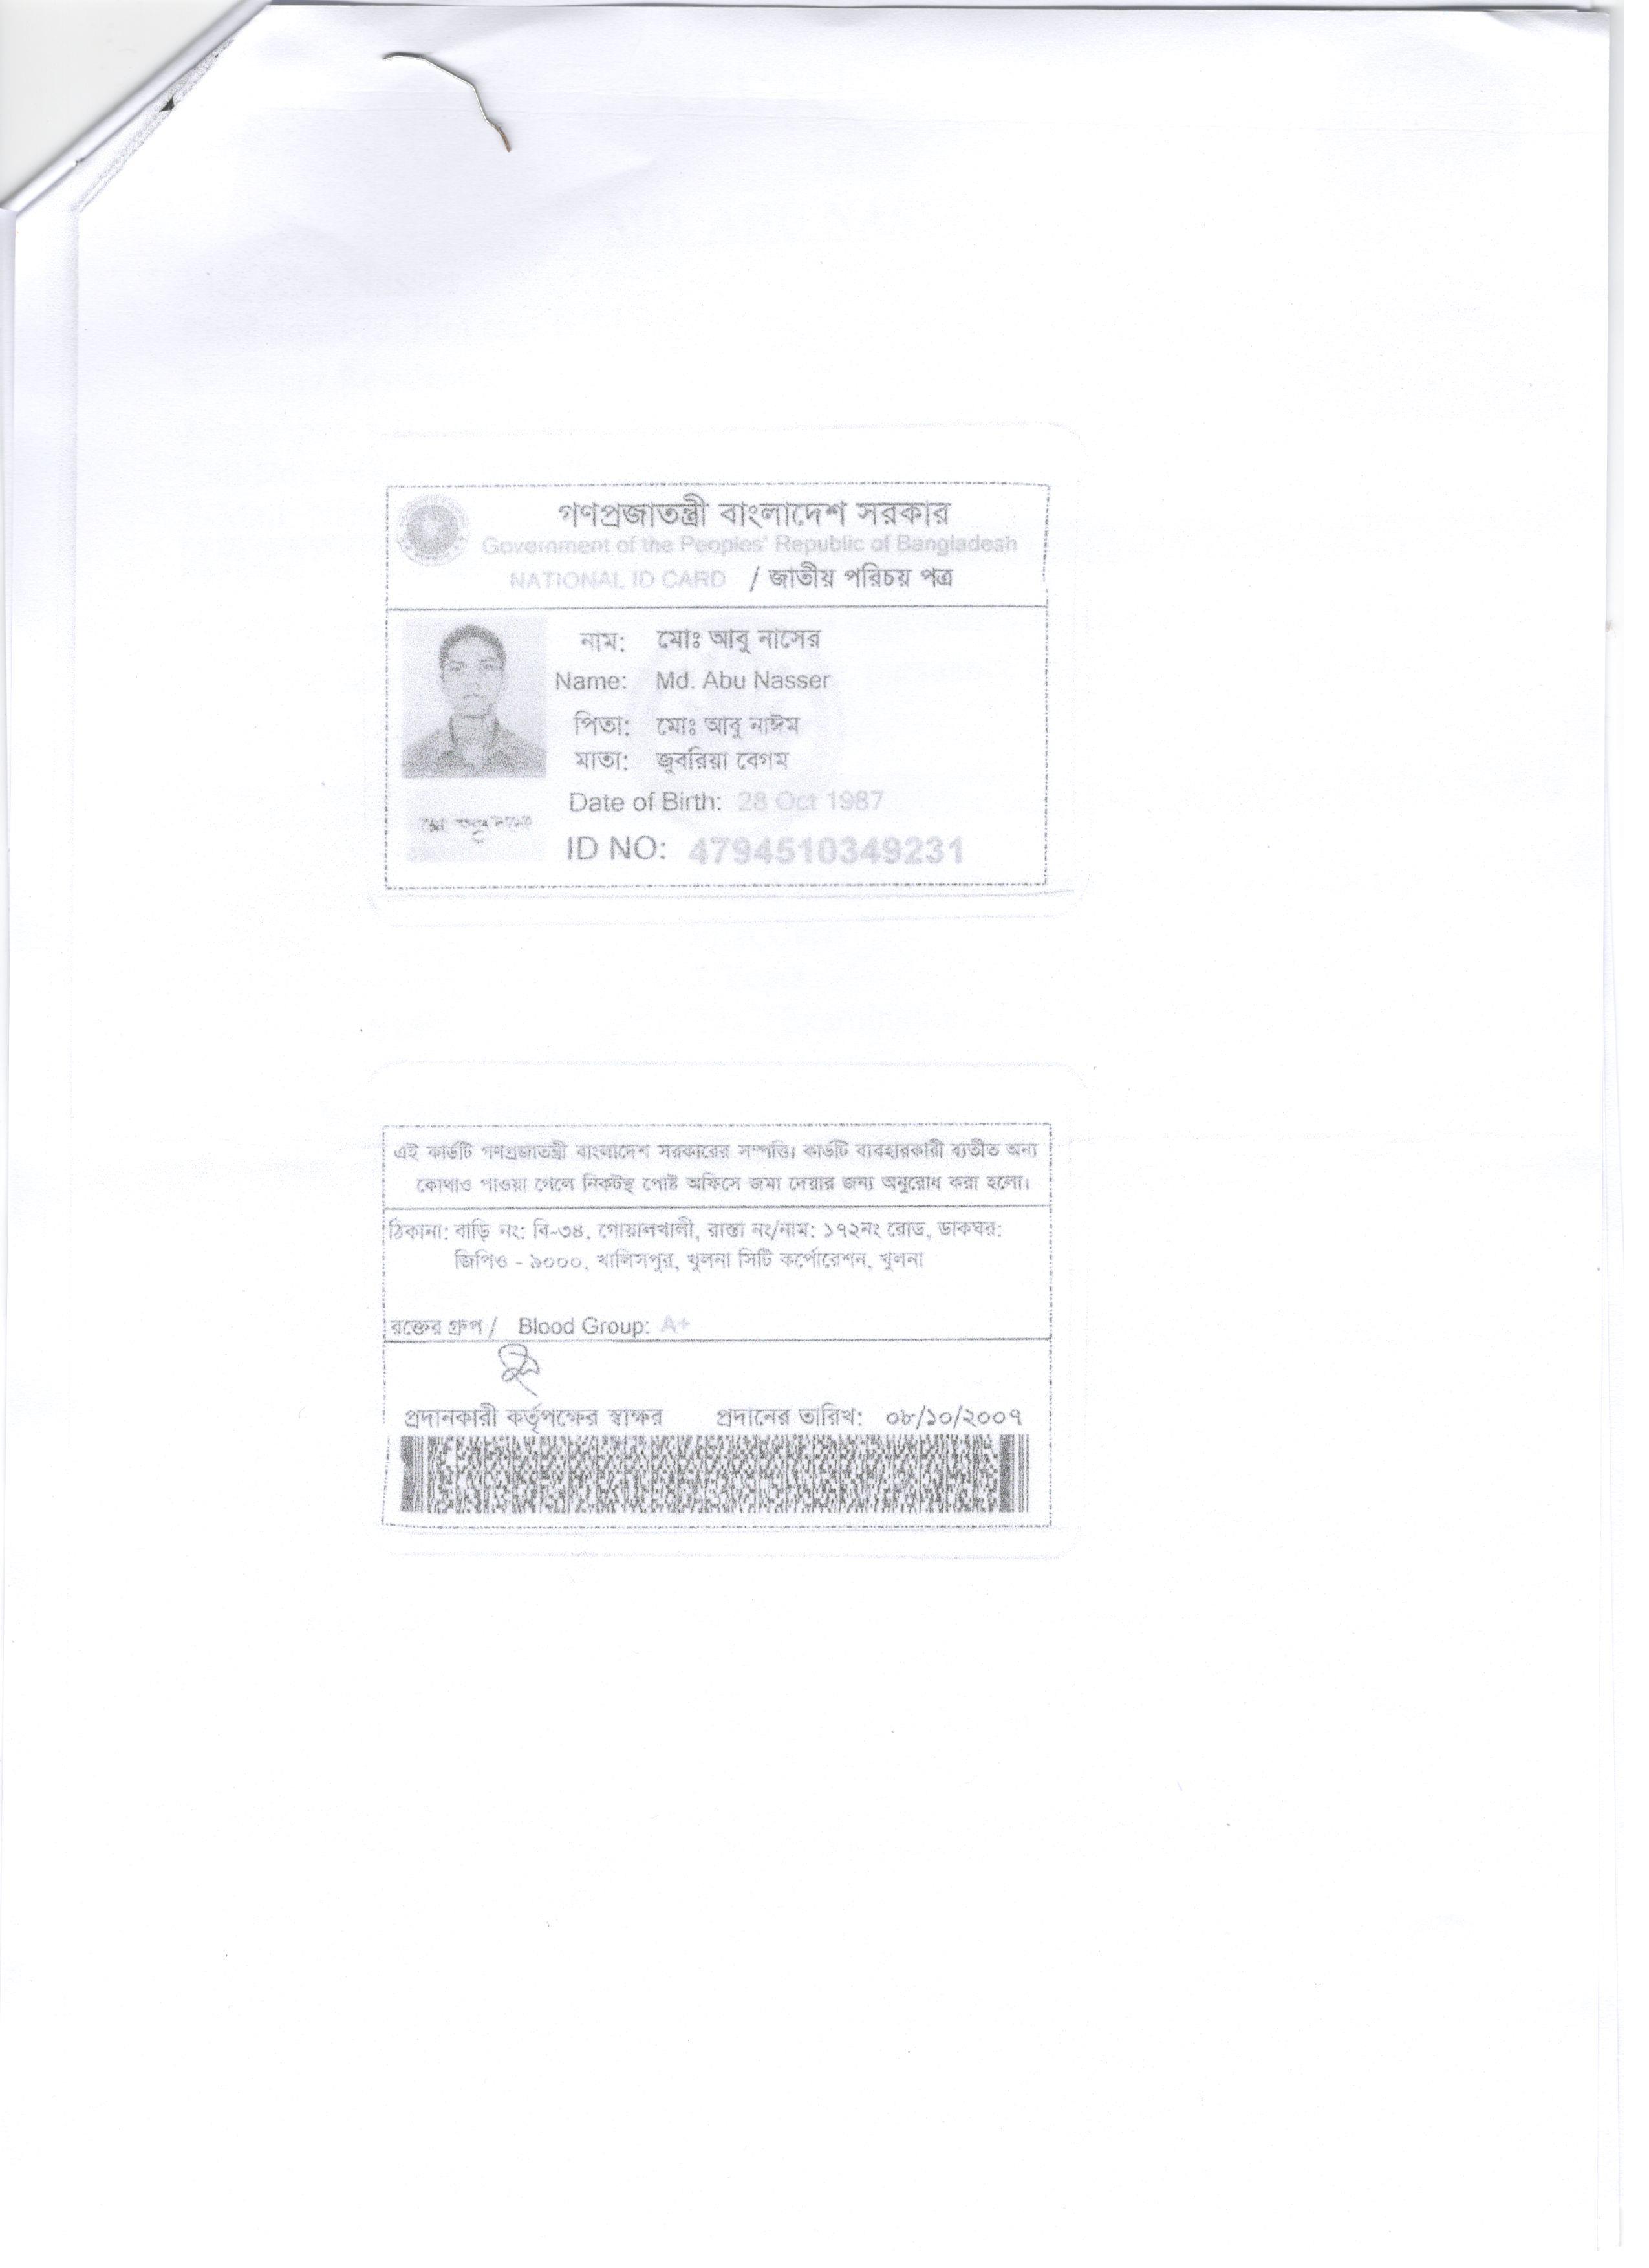 গণপ্রজাতন্ত্রী বাংলাদেশ সরকার
Government of the Peoples' Republic of Bangladesh
NATIONAL ID CARD / জাতীয় পরিচয় পত্র
নাম: মোঃ আবু নাসের
Name: Md. Abu Nasser
পিতা: মোঃ আবু নাঈম
মাতা: জুবরিয়া বেগম
Date of Birth: 28 Oct 1987
ID NO: 4794510349231
এই কার্ডটি গণপ্রজাতন্ত্রী বাংলাদেশ সরকারের সম্পত্তি। কার্ডটি ব্যবহারকারী ব্যতীত অন্য
কোথাও পাওয়া গেলে নিকটস্থ পোষ্ট অফিসে জমা দেয়ার জন্য অনুরোধ করা হলো।
ঠিকানা: বাড়ি নং: বি-৩৪, গোয়ালখালী, রাস্তা নং/নাম: ১৭২নং রোড, ডাকঘর:
জিপিও - ৯০০০, খালিসপুর, খুলনা সিটি কর্পোরেশন, খুলনা
রক্তের গ্রুপ / Blood Group: A+
প্রদানকারী কর্তৃপক্ষের স্বাক্ষর প্রদানের তারিখ: ০৮/১০/২০০৭